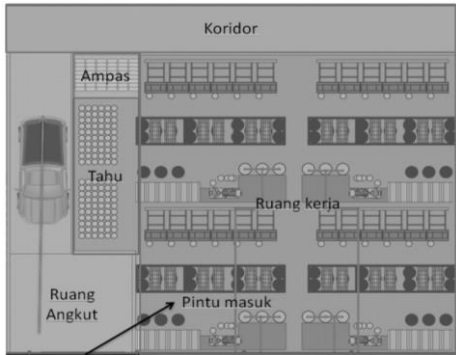 Koridor
Ampas
Tahu
Ruang kerja
Ruang
Angkut
Pintu masuk